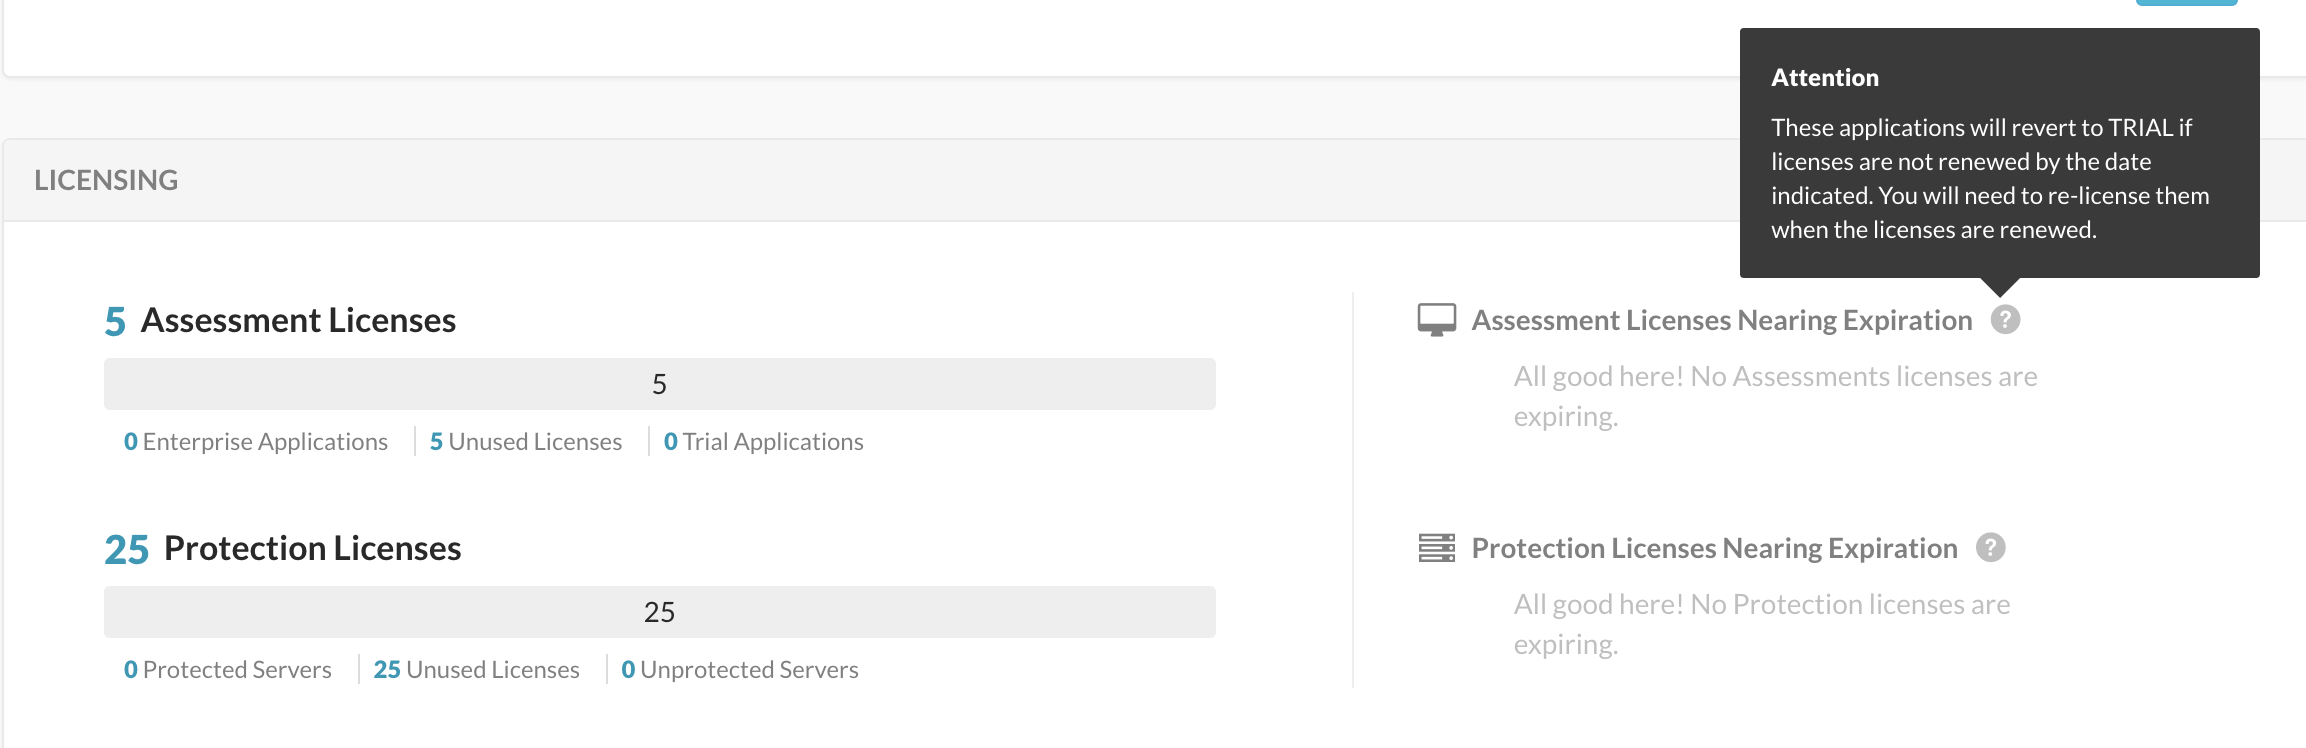 Attention
These applications will revert to TRIAL if
licenses are not renewed by the date
indicated. You will need to re-license them
when the licenses are renewed.
LICENSING
5 Assessment Licenses
5
0 Enterprise Applications
5 Unused Licenses
0 Trial Applications
Assessment Licenses Nearing Expiration ?
All good here! No Assessments licenses are
expiring.
25 Protection Licenses
25
0 Protected Servers
25 Unused Licenses
0 Unprotected Servers
Protection Licenses Nearing Expiration ?
All good here! No Protection licenses are
expiring.